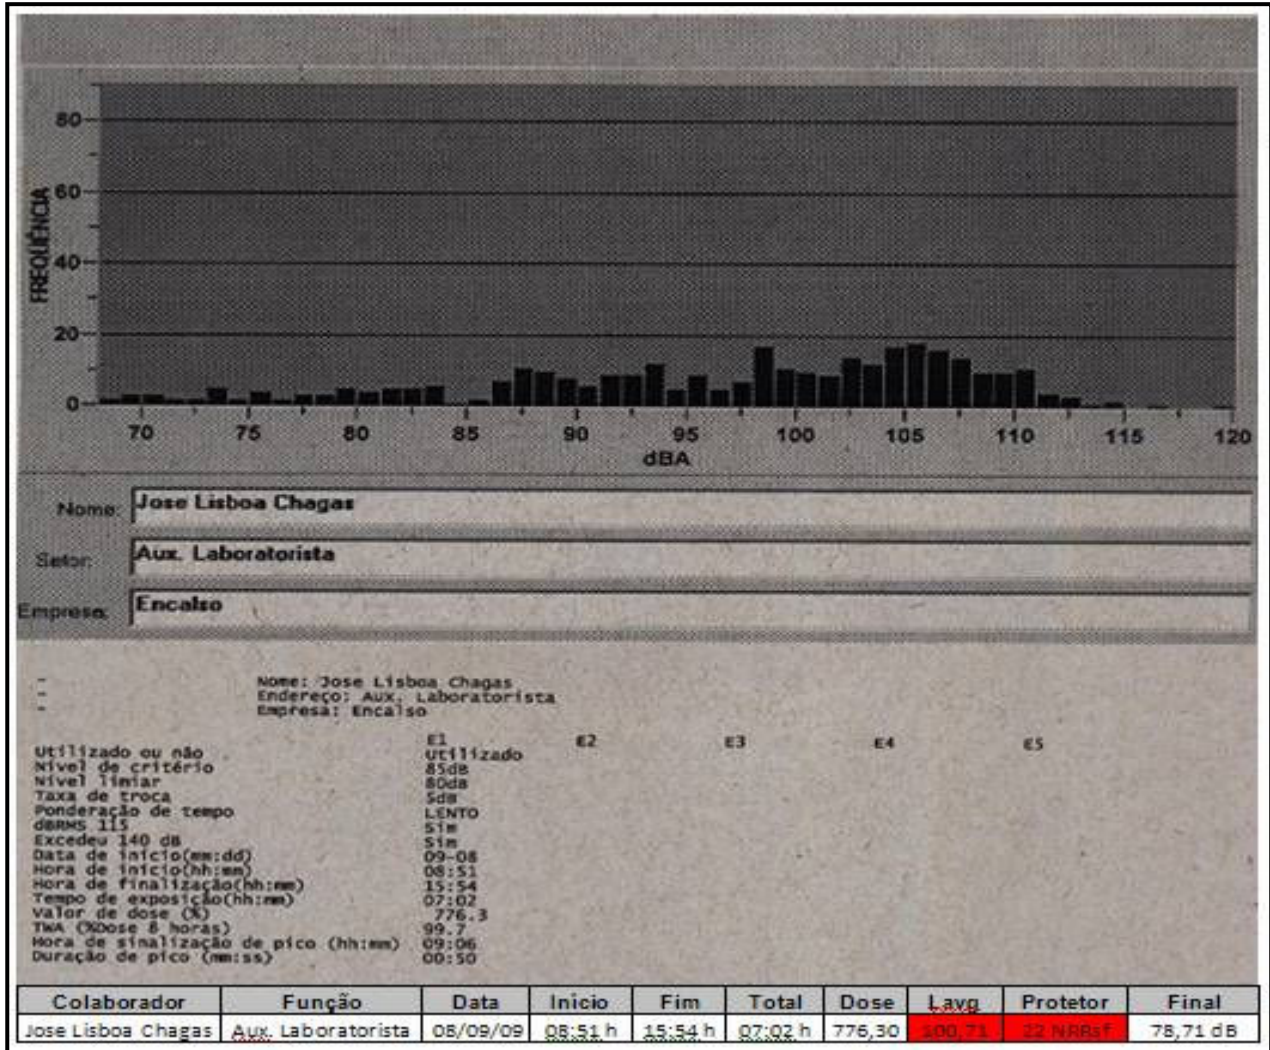 80
60
40
20
0
FREQUÊNCIA
70 75 80 85 90 95 100 105 110 115 120
dBA
Nome: Jose Lisboa Chagas
Setor: Aux. Laboratorista
Empresa: Encalso
- Nome: Jose Lisboa Chagas
- Endereço: Aux. Laboratorista
- Empresa: Encalso
E1 E2 E3 E4 E5
Utilizado ou não Utilizado
Nível de critério 85dB
Nível limiar 80dB
Taxa de troca 5dB
Ponderação de tempo LENTO
dBRMS 115 Sim
Excedeu 140 dB Sim
Data de início(mm:dd) 09-08
Hora de início(hh:mm) 08:51
Hora de finalização(hh:mm) 15:54
Tempo de exposição(hh:mm) 07:02
Valor de dose (%) 776.3
TWA (%Dose 8 horas) 99.7
Hora de sinalização de pico (hh:mm) 09:06
Duração de pico (mm:ss) 00:50
Colaborador Função Data Início Fim Total Dose Lavg Protetor Final
Jose Lisboa Chagas Aux. Laboratorista 08/09/09 08:51 h 15:54 h 07:02 h 776,30 100,71 22 NRRsf 78,71 dB